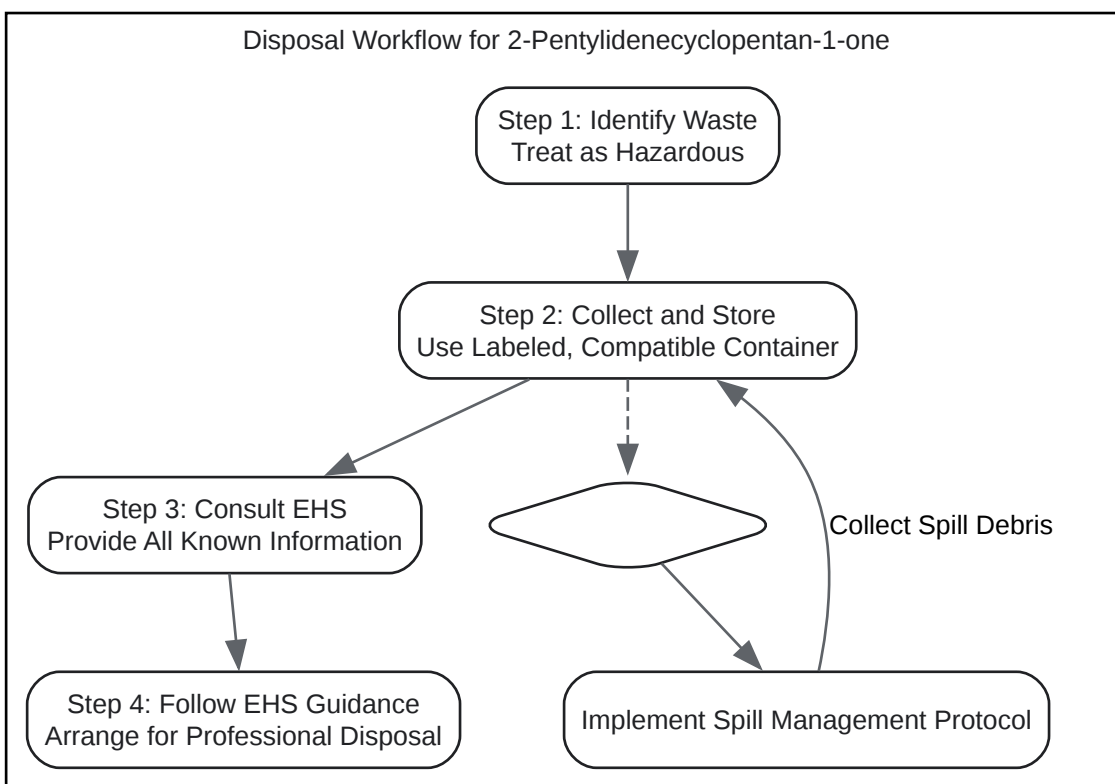 Disposal Workflow for 2-Pentylidenecyclopentan-1-one
Step 1: Identify Waste
Treat as Hazardous
Step 2: Collect and Store
Use Labeled, Compatible Container
Step 3: Consult EHS
Provide All Known Information
Collect Spill Debris
Step 4: Follow EHS Guidance
Arrange for Professional Disposal
Implement Spill Management Protocol